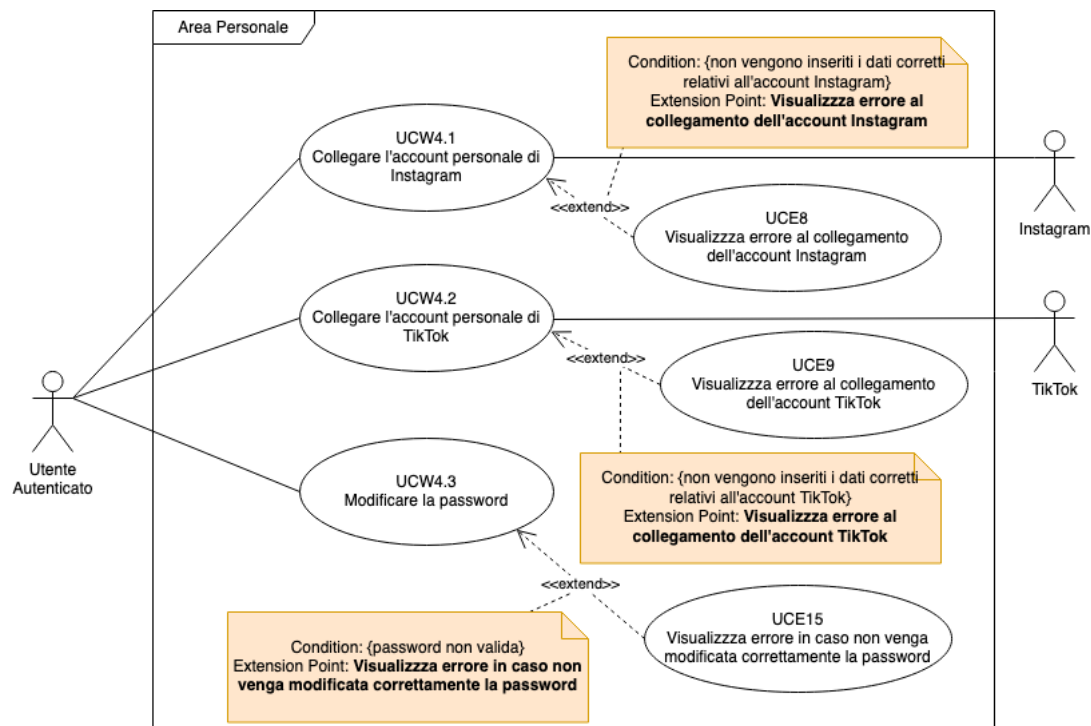 Area Personale
Condition: {non vengono inseriti i dati corretti
relativi all'account Instagram}
Extension Point: Visualizzza errore al
collegamento dell'account Instagram
UCW4.1
Collegare l'account personale di
Instagram
<<extend>>
UCE8
Visualizzza errore al collegamento
dell'account Instagram
Instagram
UCW4.2
Collegare l'account personale di
TikTok
<<extend>>
UCE9
Visualizzza errore al collegamento
dell'account TikTok
TikTok
Utente
Autenticato
UCW4.3
Modificare la password
Condition: {non vengono inseriti i dati corretti
relativi all'account TikTok}
Extension Point: Visualizzza errore al
collegamento dell'account TikTok
<<extend>>
UCE15
Visualizzza errore in caso non venga
modificata correttamente la password
Condition: {password non valida}
Extension Point: Visualizzza errore in caso non
venga modificata correttamente la password